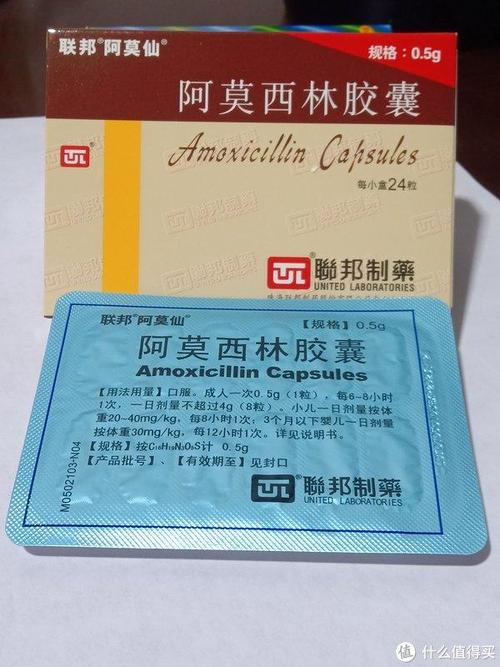 联邦®阿莫仙®
规格：0.5g
阿莫西林胶囊
Amoxicillin Capsules
每小盒24粒
聯邦制藥
UNITED LABORATORIES
联邦®阿莫仙®
【规格】0.5g
阿莫西林胶囊
Amoxicillin Capsules
【用法用量】口服。成人一次0.5g（1粒），每6~8小时
1次，一日剂量不超过4g（8粒）。小儿一日剂量按体
重20~40mg/kg，每8小时1次；3个月以下婴儿一日剂量
按体重30mg/kg，每12小时1次。详见说明书。
【规格】按C16H19N3O5S计 0.5g
【产品批号】、【有效期至】见封口
M0502103-N04
聯邦制藥
UNITED LABORATORIES
值 什么值得买